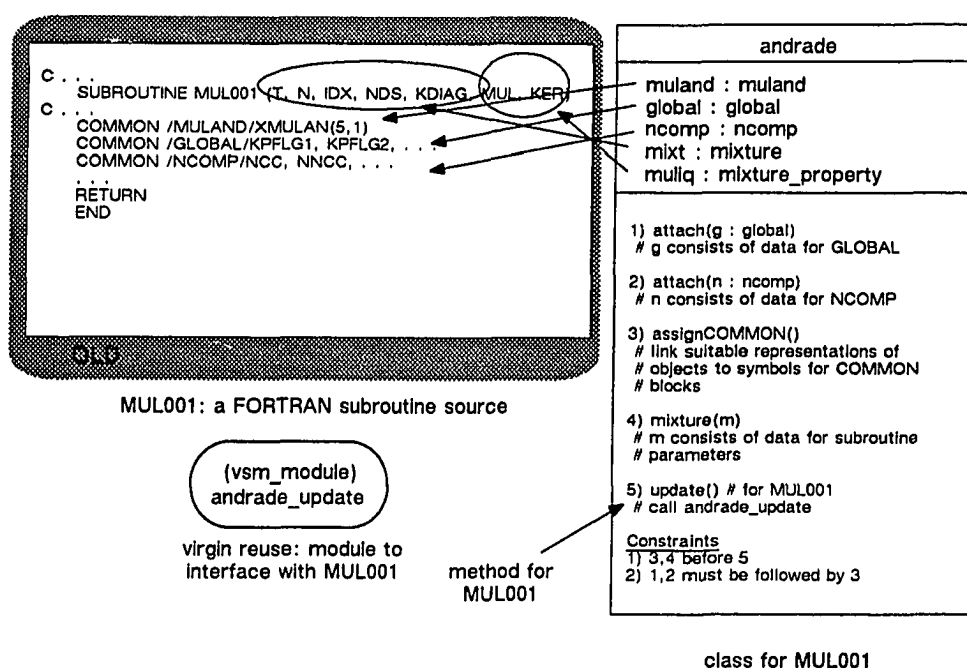 C . . .
SUBROUTINE MUL001 (T, N, IDX, NDS, KDIAG, MUL, KER)
C . . .
COMMON /MULAND/XMULAN(5,1)
COMMON /GLOBAL/KPFLG1, KPFLG2, . . .
COMMON /NCOMP/NCC, NNCC, . . .
. . .
RETURN
END
OLD
MUL001: a FORTRAN subroutine source
(vsm_module)
andrade_update
virgin reuse: module to
interface with MUL001
method for
MUL001
andrade
muland : muland
global : global
ncomp : ncomp
mixt : mixture
muliq : mixture_property
1) attach(g : global)
# g consists of data for GLOBAL
2) attach(n : ncomp)
# n consists of data for NCOMP
3) assignCOMMON()
# link suitable representations of
# objects to symbols for COMMON
# blocks
4) mixture(m)
# m consists of data for subroutine
# parameters
5) update() # for MUL001
# call andrade_update
Constraints
1) 3,4 before 5
2) 1,2 must be followed by 3
class for MUL001